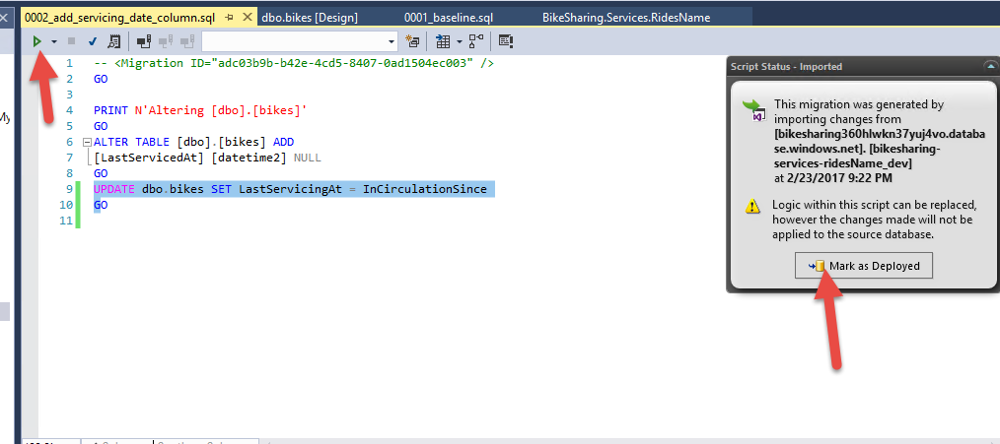 0002_add_servicing_date_column.sql
dbo.bikes [Design]
0001_baseline.sql
BikeSharing.Services.RidesName
1 -- <Migration ID="adc03b9b-b42e-4cd5-8407-0ad1504ec003" />
2 GO
3
4 PRINT N'Altering [dbo].[bikes]'
5 GO
6 ALTER TABLE [dbo].[bikes] ADD
7 [LastServicedAt] [datetime2] NULL
8 GO
9 UPDATE dbo.bikes SET LastServicingAt = InCirculationSince
10 GO
11
My
Script Status - Imported
This migration was generated by
importing changes from
[bikesharing360hlwkn37yuj4vo.databa
se.windows.net]. [bikesharing-
services-ridesName_dev]
at 2/23/2017 9:22 PM
Logic within this script can be replaced,
however the changes made will not be
applied to the source database.
Mark as Deployed